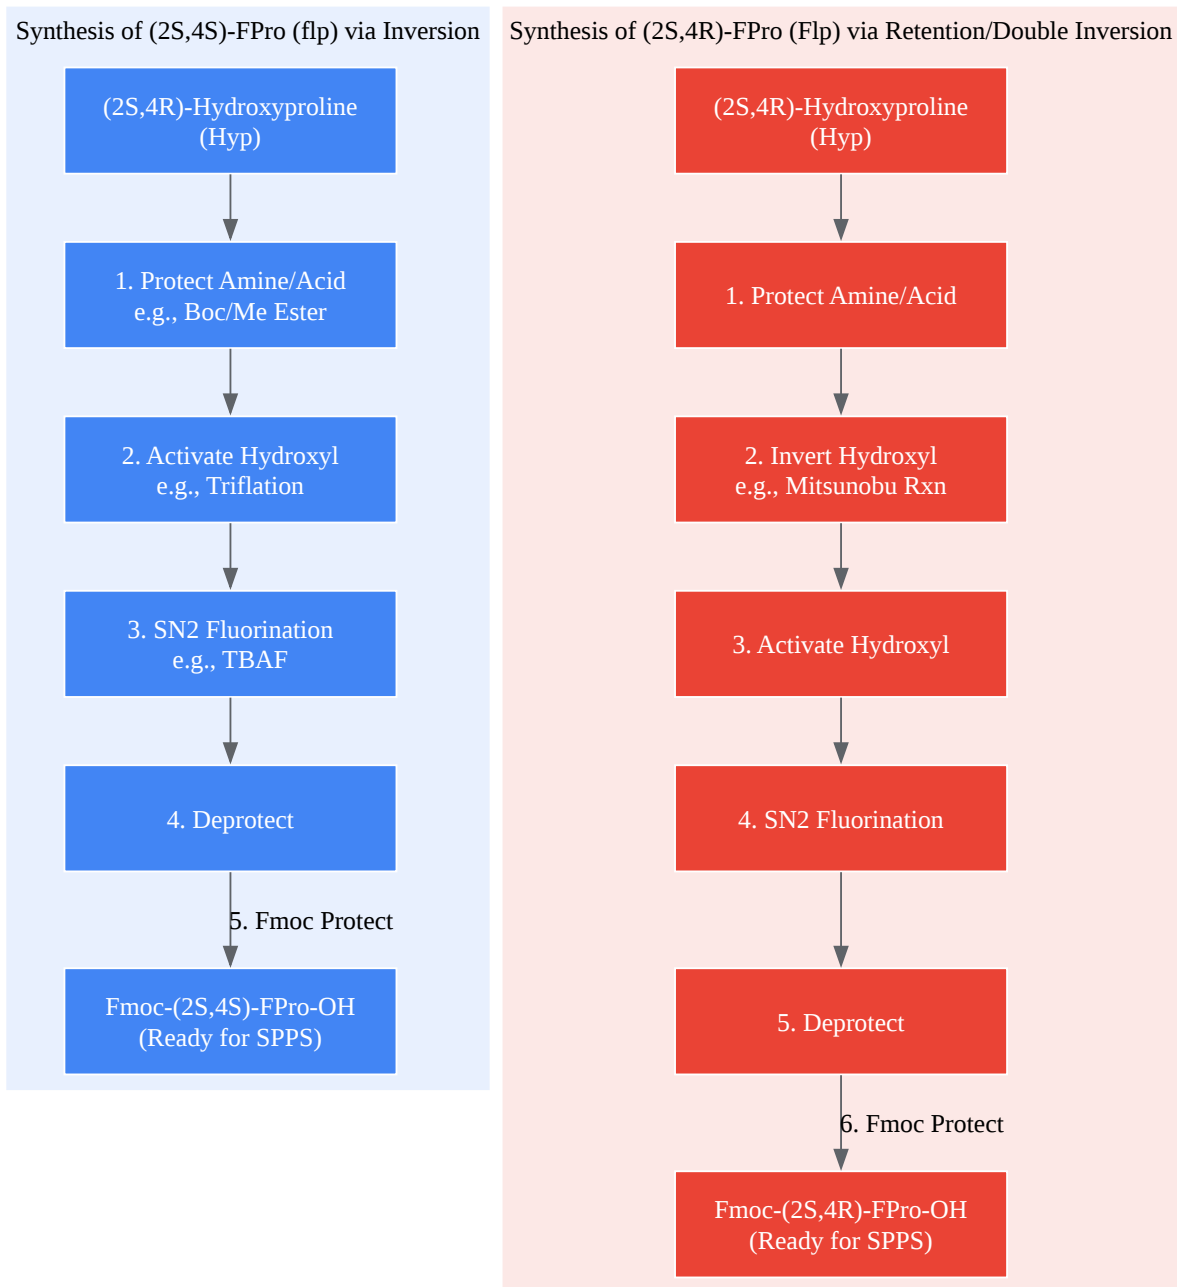 Synthesis of (2S,4S)-FPro (flp) via Inversion
(2S,4R)-Hydroxyproline
(Hyp)
1. Protect Amine/Acid
e.g., Boc/Me Ester
2. Activate Hydroxyl
e.g., Triflation
3. SN2 Fluorination
e.g., TBAF
4. Deprotect
5. Fmoc Protect
Fmoc-(2S,4S)-FPro-OH
(Ready for SPPS)
Synthesis of (2S,4R)-FPro (Flp) via Retention/Double Inversion
(2S,4R)-Hydroxyproline
(Hyp)
1. Protect Amine/Acid
2. Invert Hydroxyl
e.g., Mitsunobu Rxn
3. Activate Hydroxyl
4. SN2 Fluorination
5. Deprotect
6. Fmoc Protect
Fmoc-(2S,4R)-FPro-OH
(Ready for SPPS)